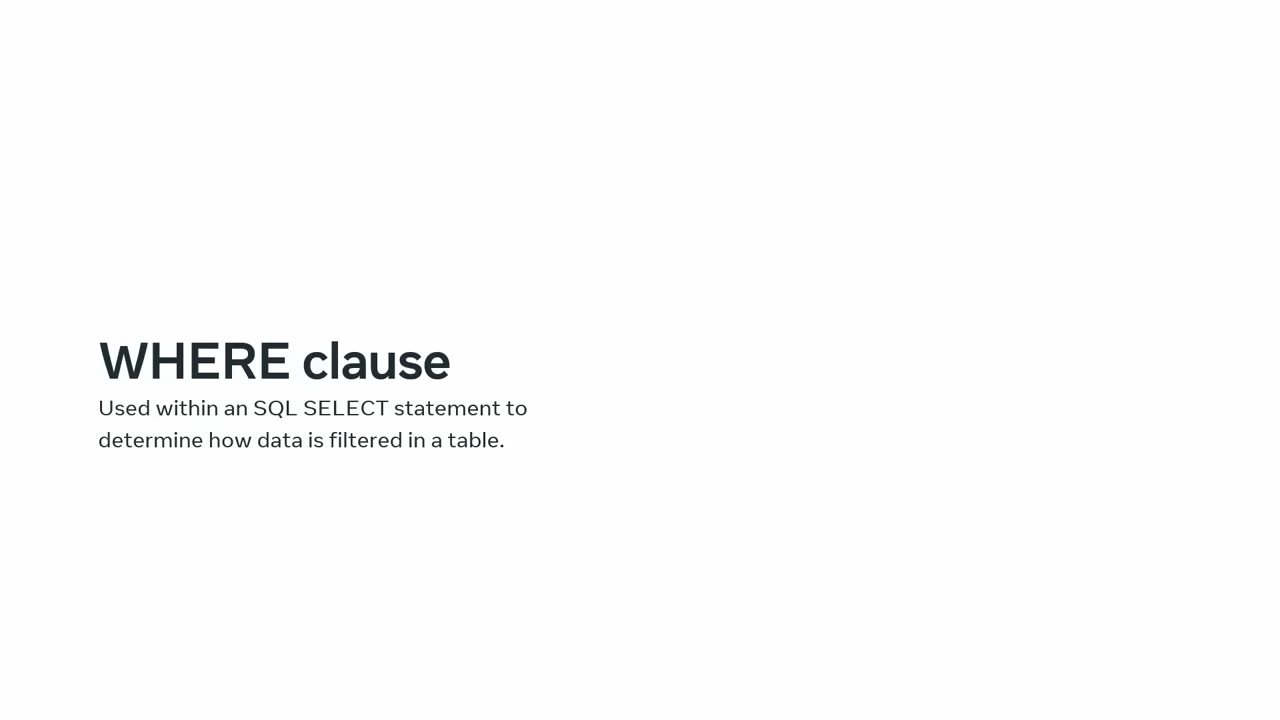 WHERE clause
Used within an SQL SELECT statement to
determine how data is filtered in a table.